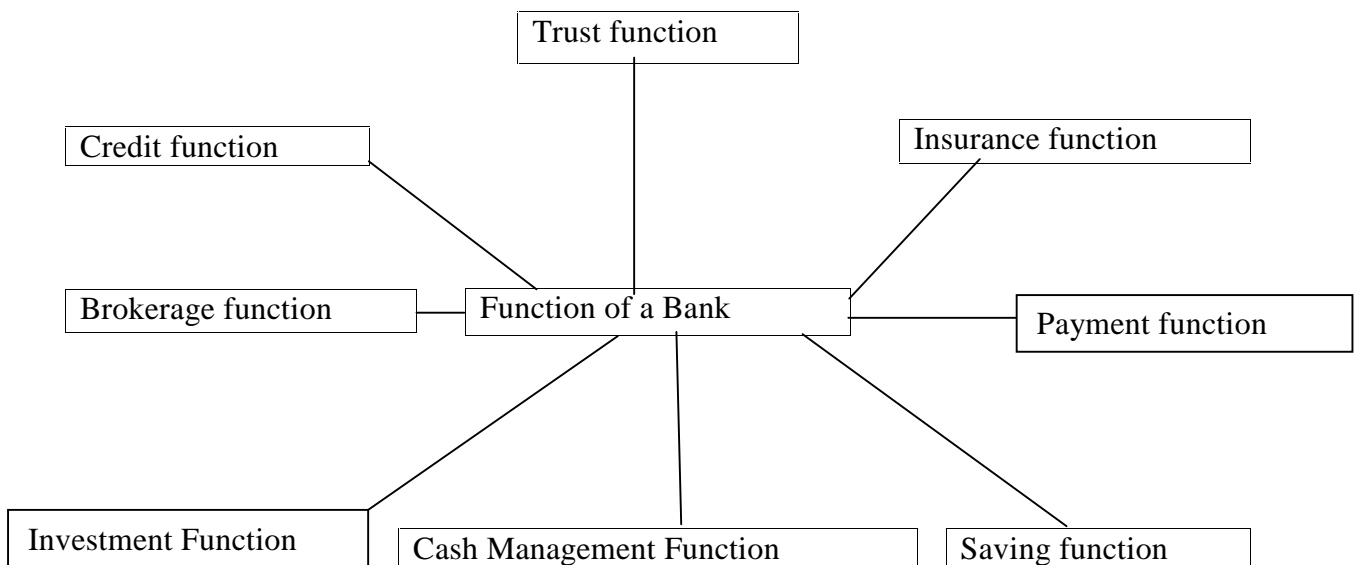 Trust function
Credit function
Insurance function
Brokerage function
Function of a Bank
Payment function
Investment Function
Cash Management Function
Saving function